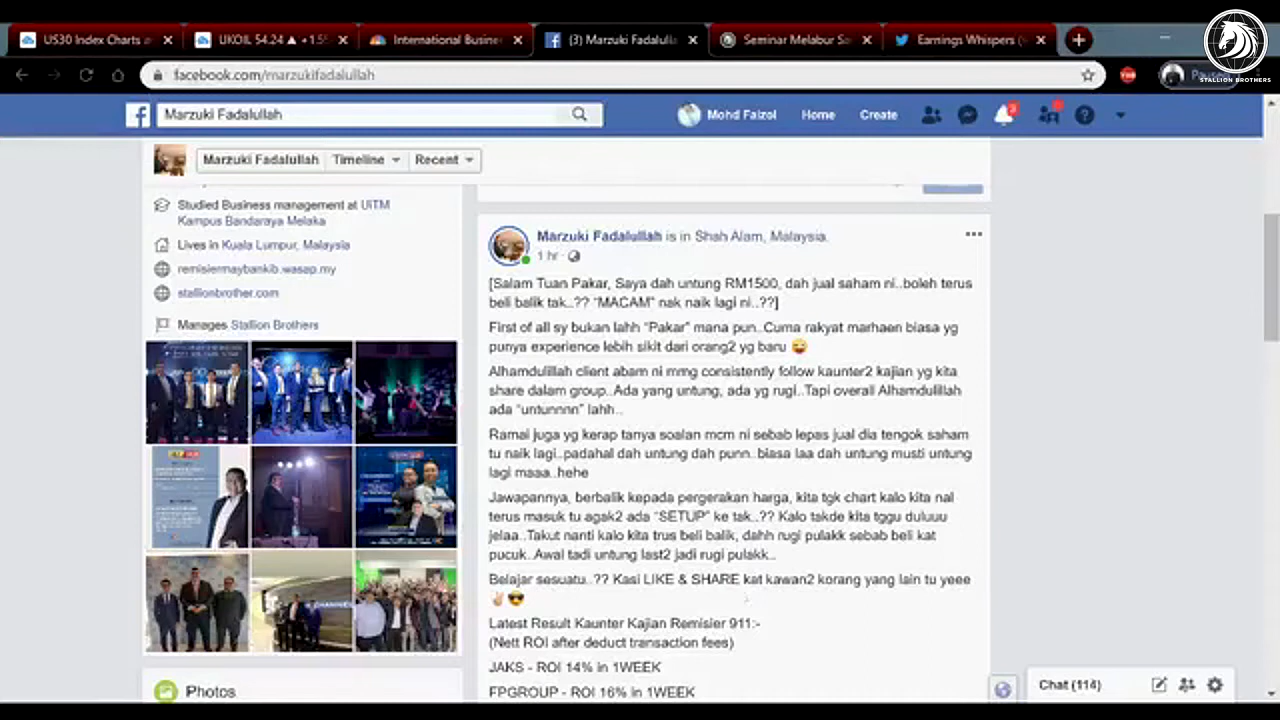 US30 Index Charts a
UKOIL 54.24 ▲ +1.5
International Busine
(3) Marzuki Fadalull
Seminar Melabur Sa
Earnings Whispers (
STALLION BROTHERS
facebook.com/marzukifadalullah
Paused
Marzuki Fadalullah
Mohd Faizol
Home
Create
Marzuki Fadalullah
Timeline
Recent
Studied Business management at UiTM
Kampus Bandaraya Melaka
Lives in Kuala Lumpur, Malaysia
remisiermaybankib.wasap.my
stallionbrother.com
Manages Stallion Brothers
Photos
Marzuki Fadalullah is in Shah Alam, Malaysia.
1 hr ·
[Salam Tuan Pakar, Saya dah untung RM1500, dah jual saham ni..boleh terus
beli balik tak..?? “MACAM” nak naik lagi ni..??]
First of all sy bukan lahh “Pakar” mana pun..Cuma rakyat marhaen biasa yg
punya experience lebih sikit dari orang2 yg baru 😜
Alhamdulillah client abam ni mmg consistently follow kaunter2 kajian yg kita
share dalam group..Ada yang untung, ada yg rugi..Tapi overall Alhamdulillah
ada “untunnnn” lahh..
Ramai juga yg kerap tanya soalan mcm ni sebab lepas jual dia tengok saham
tu naik lagi..padahal dah untung dah punn..biasa laa dah untung musti untung
lagi maaa..hehe
Jawapannya, berbalik kepada pergerakan harga, kita tgk chart kalo kita nal
terus masuk tu agak2 ada “SETUP” ke tak..?? Kalo takde kita tggu duluuu
jelaa..Takut nanti kalo kita trus beli balik, dahh rugi pulakk sebab beli kat
pucuk..Awal tadi untung last2 jadi rugi pulakk..
Belajar sesuatu..?? Kasi LIKE & SHARE kat kawan2 korang yang lain tu yeee
✌😎
Latest Result Kaunter Kajian Remisier 911:-
(Nett ROI after deduct transaction fees)
JAKS - ROI 14% in 1WEEK
FPGROUP - ROI 16% in 1WEEK
Chat (114)